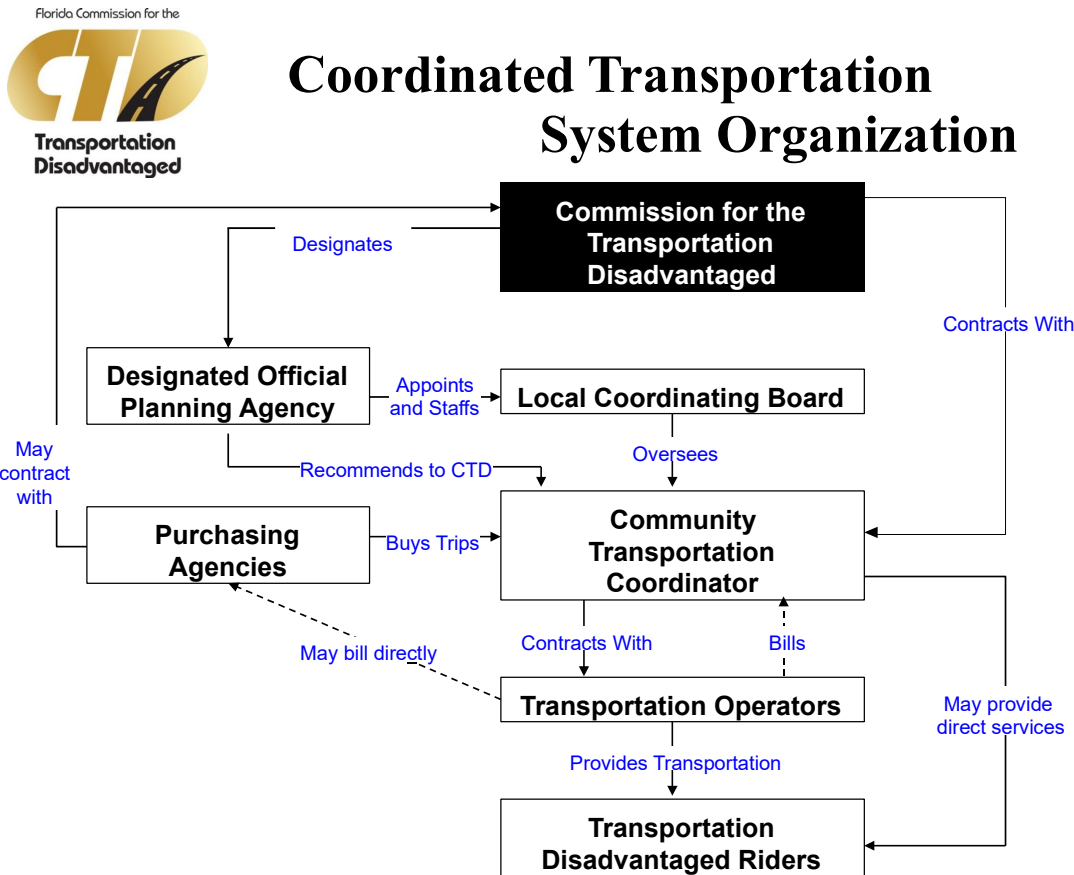 Florida Commission for the
CTD
Transportation
Disadvantaged
Coordinated Transportation
System Organization
Commission for the
Transportation
Disadvantaged
Designates
Contracts With
Designated Official
Planning Agency
Appoints
and Staffs
Local Coordinating Board
May
contract
with
Recommends to CTD
Oversees
Purchasing
Agencies
Buys Trips
Community
Transportation
Coordinator
May bill directly
Contracts With
Bills
Transportation Operators
May provide
direct services
Provides Transportation
Transportation
Disadvantaged Riders